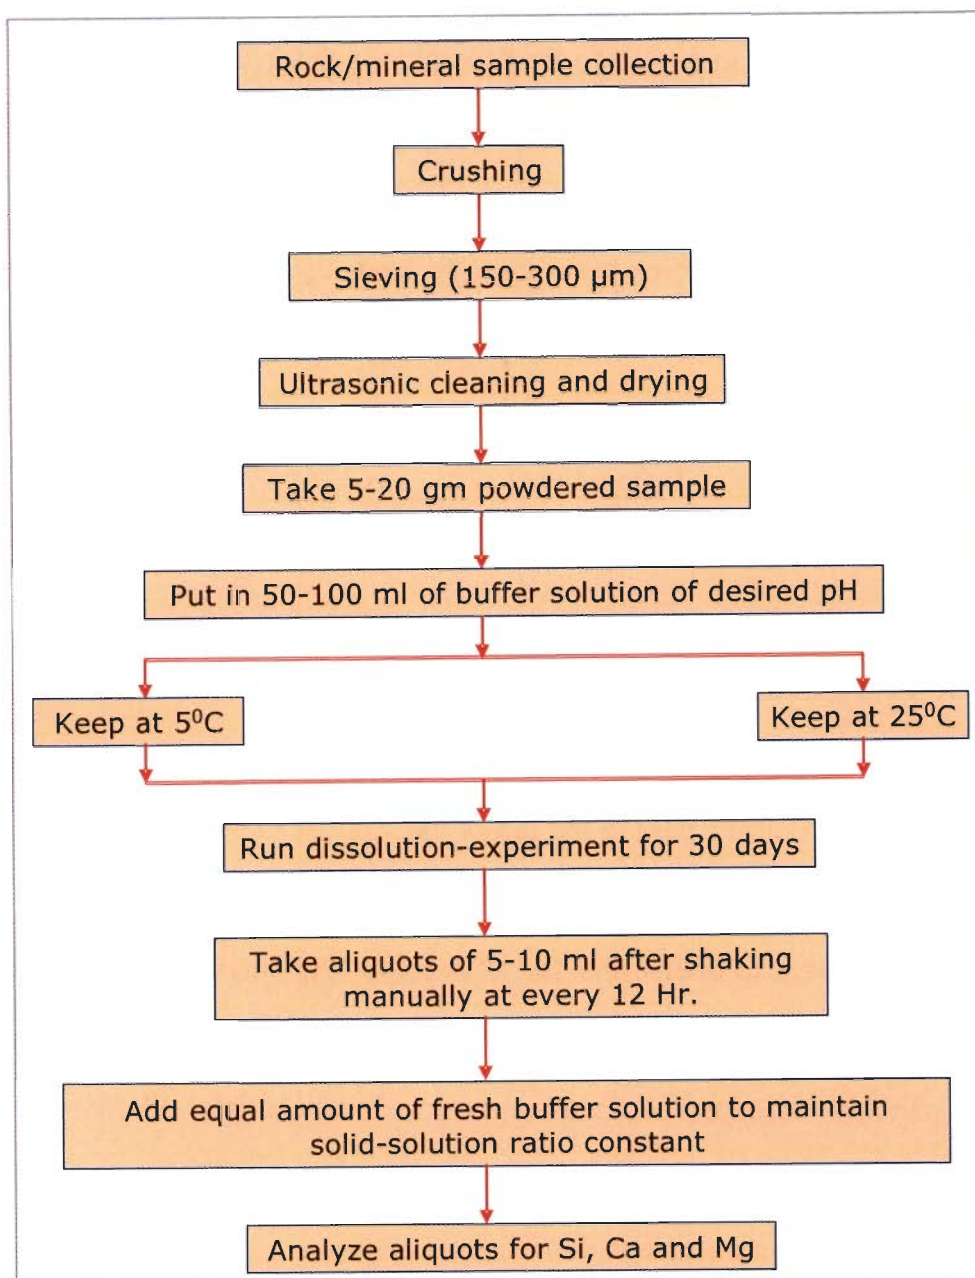 Rock/mineral sample collection
Crushing
Sieving (150-300 µm)
Ultrasonic cleaning and drying
Take 5-20 gm powdered sample
Put in 50-100 ml of buffer solution of desired pH
Keep at 5⁰C
Keep at 25⁰C
Run dissolution-experiment for 30 days
Take aliquots of 5-10 ml after shaking
manually at every 12 Hr.
Add equal amount of fresh buffer solution to maintain
solid-solution ratio constant
Analyze aliquots for Si, Ca and Mg